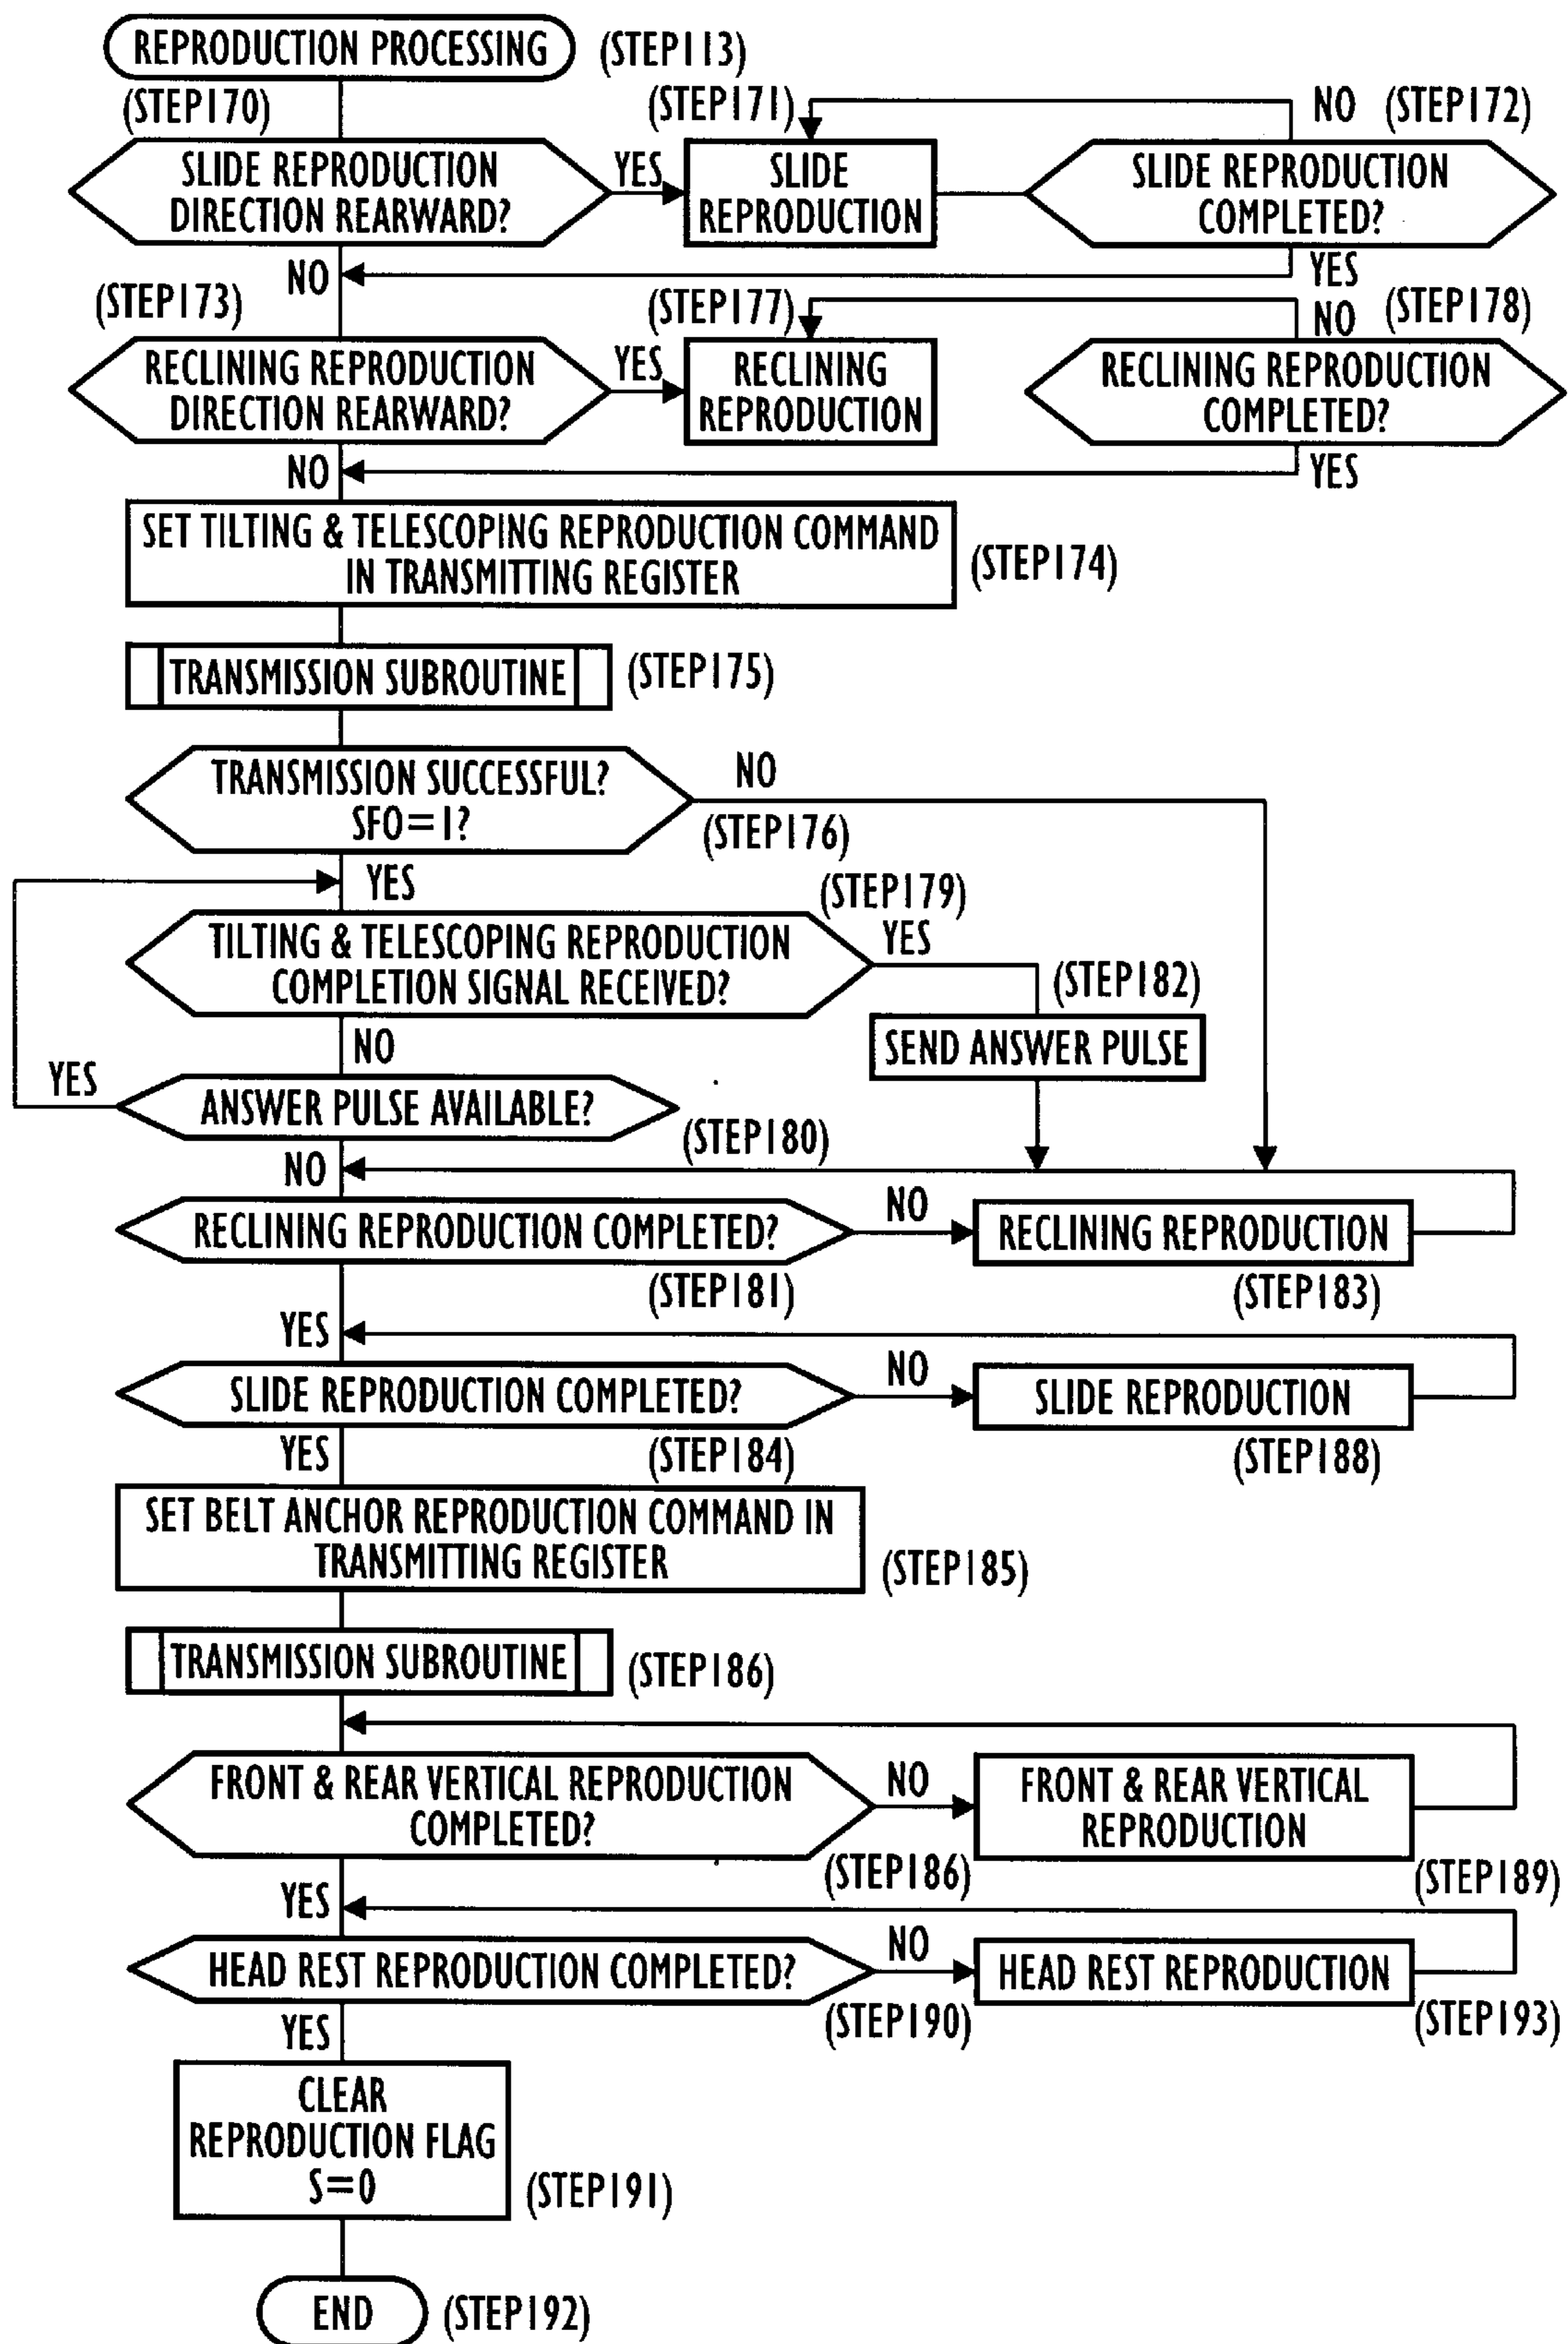 REPRODUCTION PROCESSING
(STEP113)
(STEP170)
SLIDE REPRODUCTION
DIRECTION REARWARD?
YES
(STEP171)
SLIDE
REPRODUCTION
NO
(STEP172)
SLIDE REPRODUCTION
COMPLETED?
YES
NO
(STEP173)
RECLINING REPRODUCTION
DIRECTION REARWARD?
YES
(STEP177)
RECLINING
REPRODUCTION
NO
(STEP178)
RECLINING REPRODUCTION
COMPLETED?
YES
NO
SET TILTING & TELESCOPING REPRODUCTION COMMAND
IN TRANSMITTING REGISTER
(STEP174)
TRANSMISSION SUBROUTINE
(STEP175)
TRANSMISSION SUCCESSFUL?
SFO=1?
NO
(STEP176)
YES
(STEP179)
TILTING & TELESCOPING REPRODUCTION
COMPLETION SIGNAL RECEIVED?
YES
(STEP182)
SEND ANSWER PULSE
NO
YES
ANSWER PULSE AVAILABLE?
(STEP180)
NO
RECLINING REPRODUCTION COMPLETED?
NO
RECLINING REPRODUCTION
(STEP181)
(STEP183)
YES
SLIDE REPRODUCTION COMPLETED?
NO
SLIDE REPRODUCTION
(STEP184)
(STEP188)
YES
SET BELT ANCHOR REPRODUCTION COMMAND IN
TRANSMITTING REGISTER
(STEP185)
TRANSMISSION SUBROUTINE
(STEP186)
FRONT & REAR VERTICAL REPRODUCTION
COMPLETED?
NO
FRONT & REAR VERTICAL
REPRODUCTION
(STEP186)
(STEP189)
YES
HEAD REST REPRODUCTION COMPLETED?
NO
HEAD REST REPRODUCTION
(STEP190)
(STEP193)
YES
CLEAR
REPRODUCTION FLAG
S=0
(STEP191)
END
(STEP192)